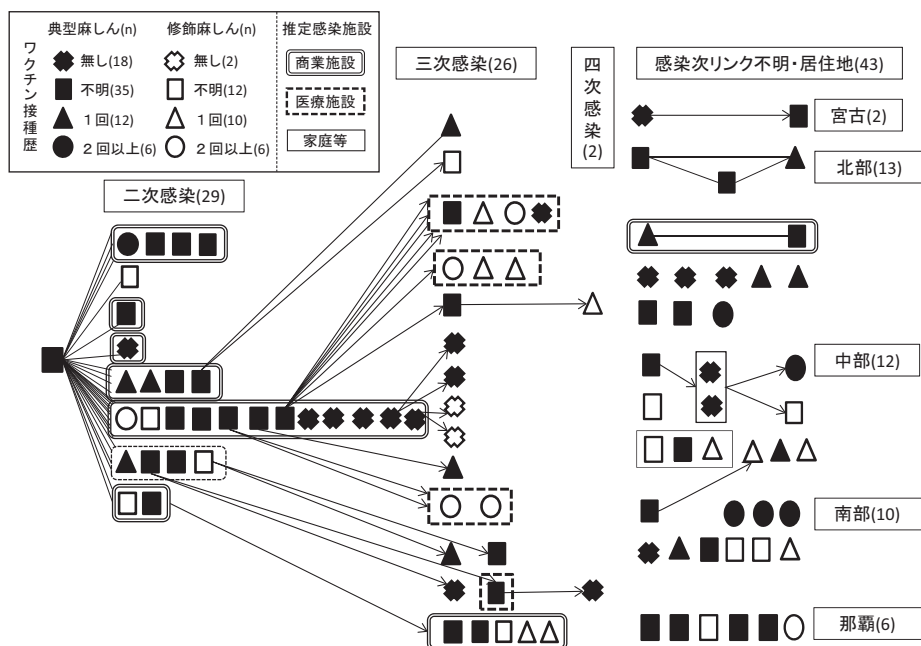 典型麻しん(n) 修飾麻しん(n) 推定感染施設
ワクチン接種歴
無し(18) 無し(2) 商業施設
不明(35) 不明(12) 医療施設
1回(12) 1回(10)
2回以上(6) 2回以上(6) 家庭等
二次感染(29)
三次感染(26)
四次感染(2)
感染次リンク不明・居住地(43)
宮古(2)
北部(13)
中部(12)
南部(10)
那覇(6)